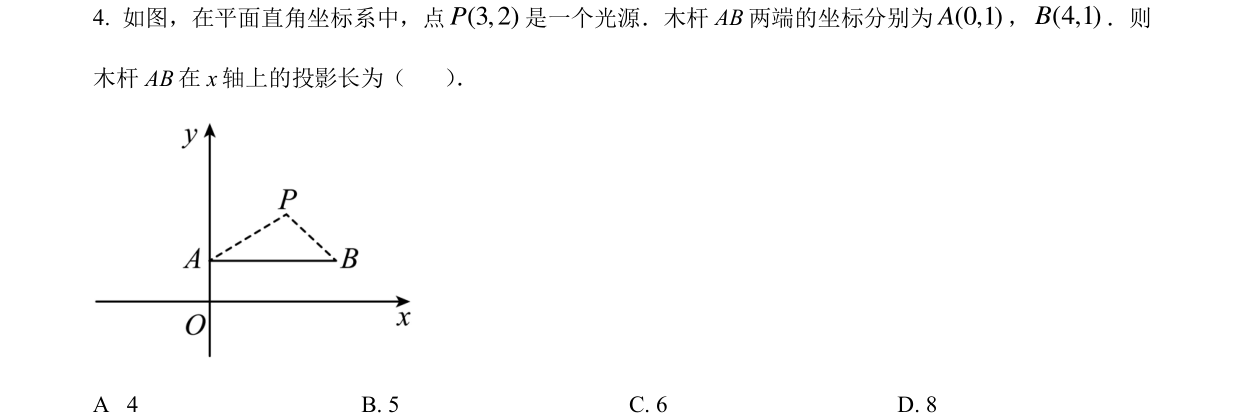 4. 如图，在平面直角坐标系中，点P(3,2)是一个光源．木杆AB两端的坐标分别为A(0,1)，B(4,1)．则
木杆AB在x轴上的投影长为（  ）．
y
P
A
B
O
x
A 4 B. 5 C. 6 D. 8